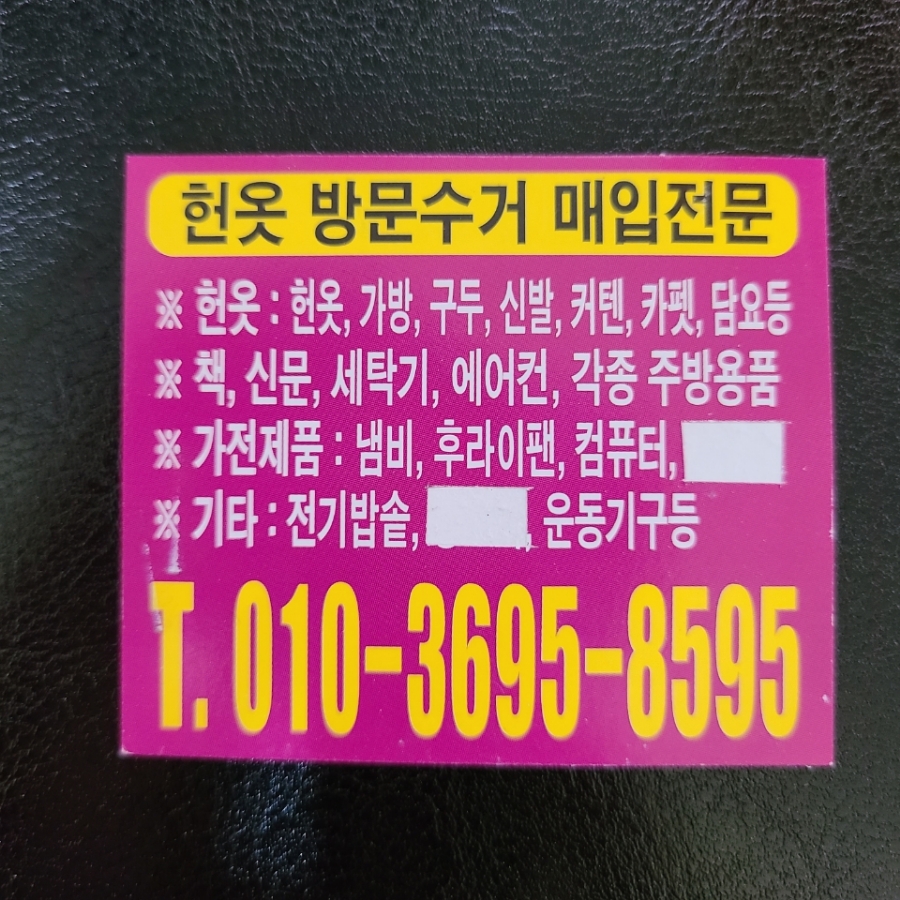 헌옷 방문수거 매입전문
※ 헌옷 : 헌옷, 가방, 구두, 신발, 커텐, 카펫, 담요등
※ 책, 신문, 세탁기, 에어컨, 각종 주방용품
※ 가전제품 : 냄비, 후라이팬, 컴퓨터,
※ 기타 : 전기밥솥, 운동기구등
T. 010-3695-8595